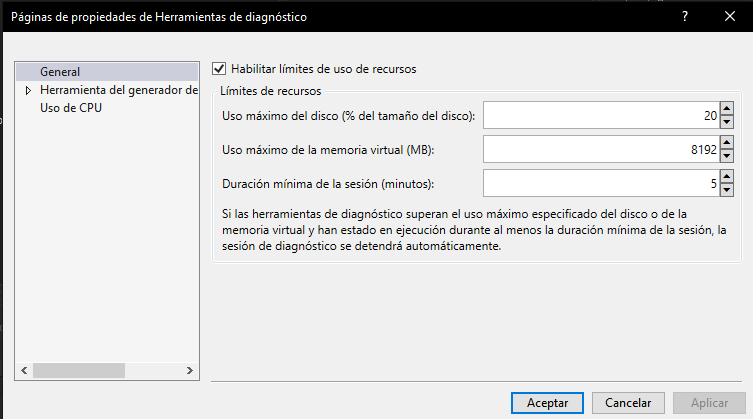 Páginas de propiedades de Herramientas de diagnóstico
General
Herramienta del generador de
Uso de CPU
Habilitar límites de uso de recursos
Límites de recursos
Uso máximo del disco (% del tamaño del disco): 20
Uso máximo de la memoria virtual (MB): 8192
Duración mínima de la sesión (minutos): 5
Si las herramientas de diagnóstico superan el uso máximo especificado del disco o de la
memoria virtual y han estado en ejecución durante al menos la duración mínima de la sesión, la
sesión de diagnóstico se detendrá automáticamente.
Aceptar Cancelar Aplicar